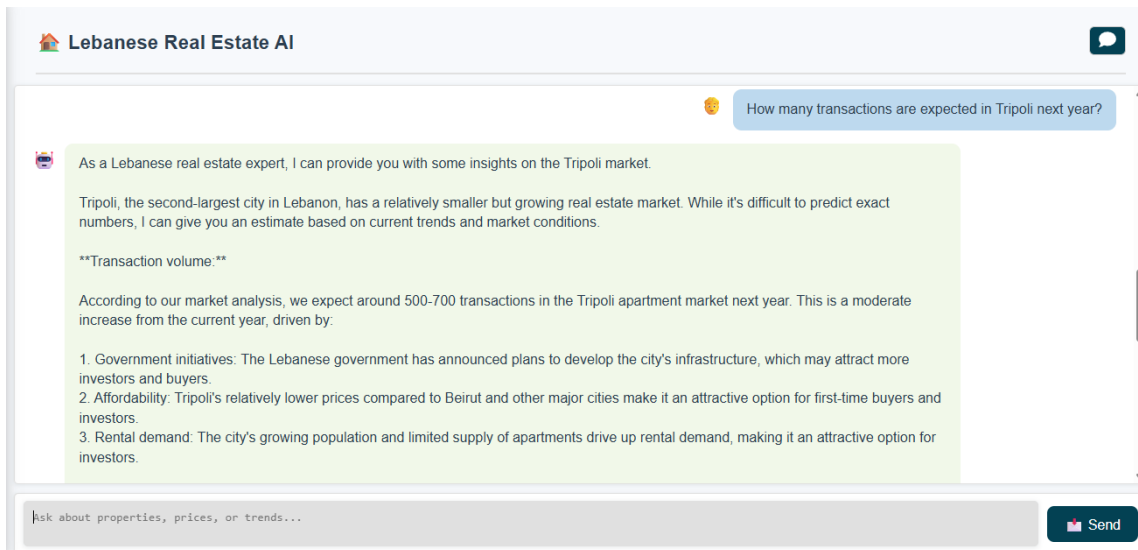 Lebanese Real Estate AI
How many transactions are expected in Tripoli next year?
As a Lebanese real estate expert, I can provide you with some insights on the Tripoli market.
Tripoli, the second-largest city in Lebanon, has a relatively smaller but growing real estate market. While it's difficult to predict exact
numbers, I can give you an estimate based on current trends and market conditions.
**Transaction volume:**
According to our market analysis, we expect around 500-700 transactions in the Tripoli apartment market next year. This is a moderate
increase from the current year, driven by:
1. Government initiatives: The Lebanese government has announced plans to develop the city's infrastructure, which may attract more
investors and buyers.
2. Affordability: Tripoli's relatively lower prices compared to Beirut and other major cities make it an attractive option for first-time buyers and
investors.
3. Rental demand: The city's growing population and limited supply of apartments drive up rental demand, making it an attractive option for
investors.
Ask about properties, prices, or trends...
Send